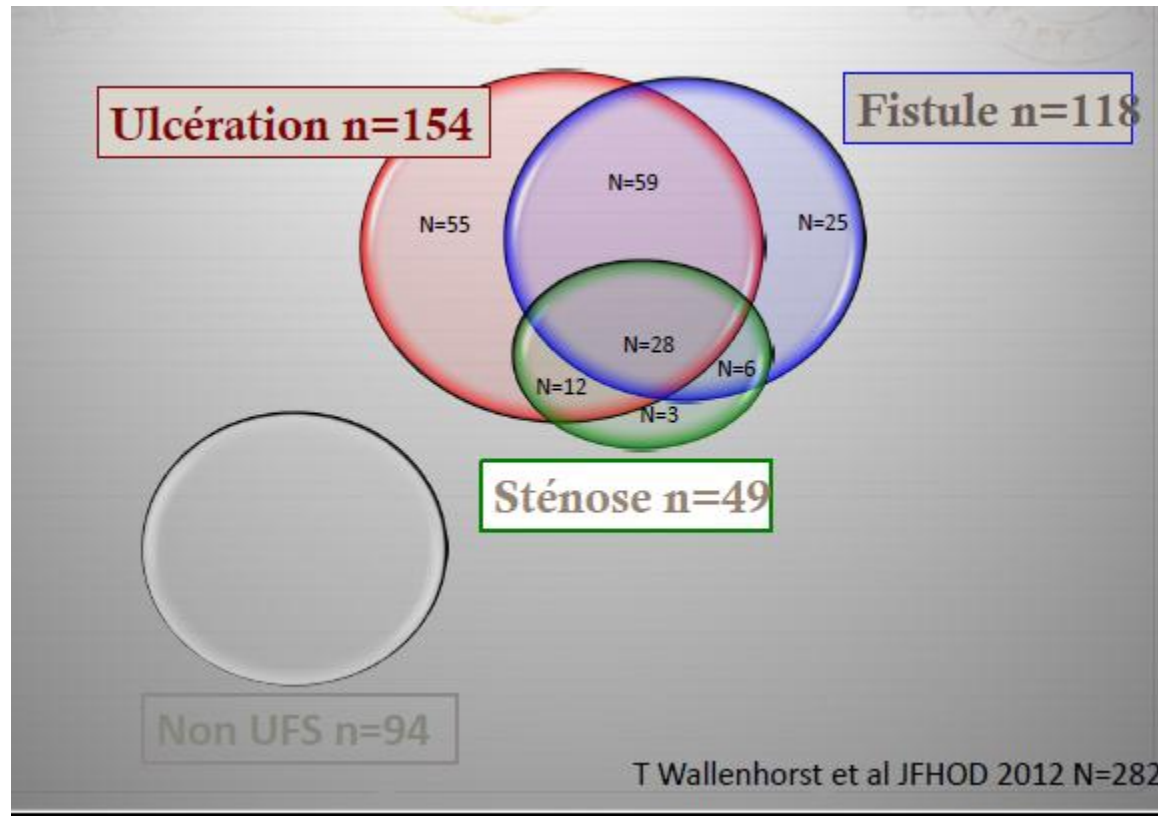 Ulcération n=154
Fistule n=118
N=59
N=55
N=25
N=28
N=6
N=12
N=3
Sténose n=49
Non UFS n=94
T Wallenhorst et al JFHOD 2012 N=282